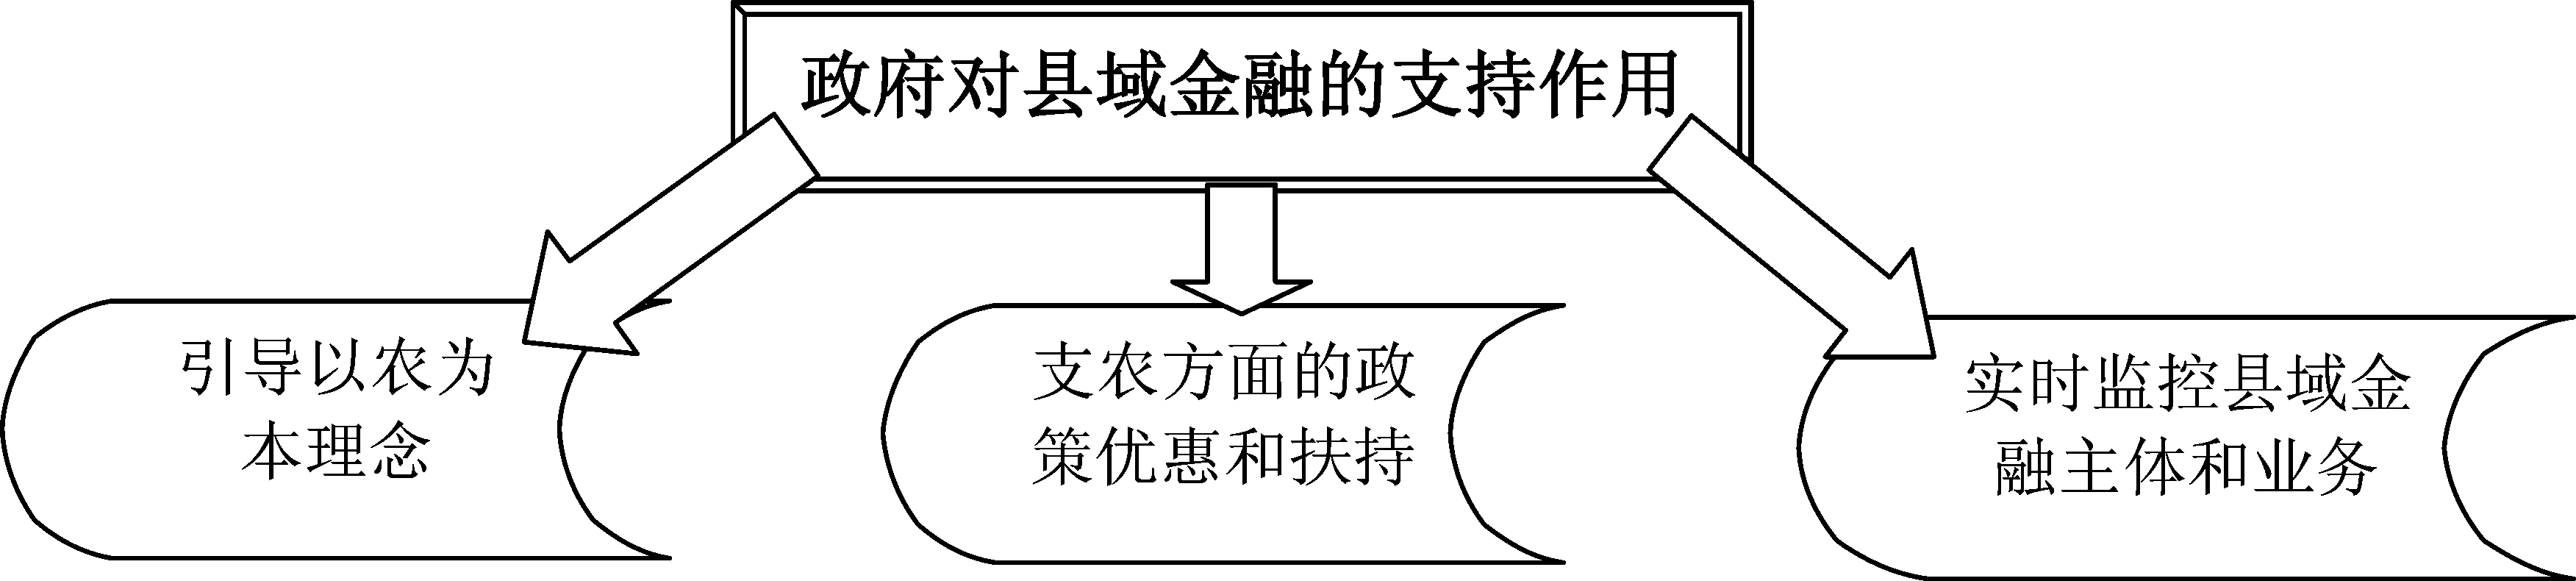 政府对县域金融的支持作用
引导以农为
本理念
支农方面的政
策优惠和扶持
实时监控县域金
融主体和业务